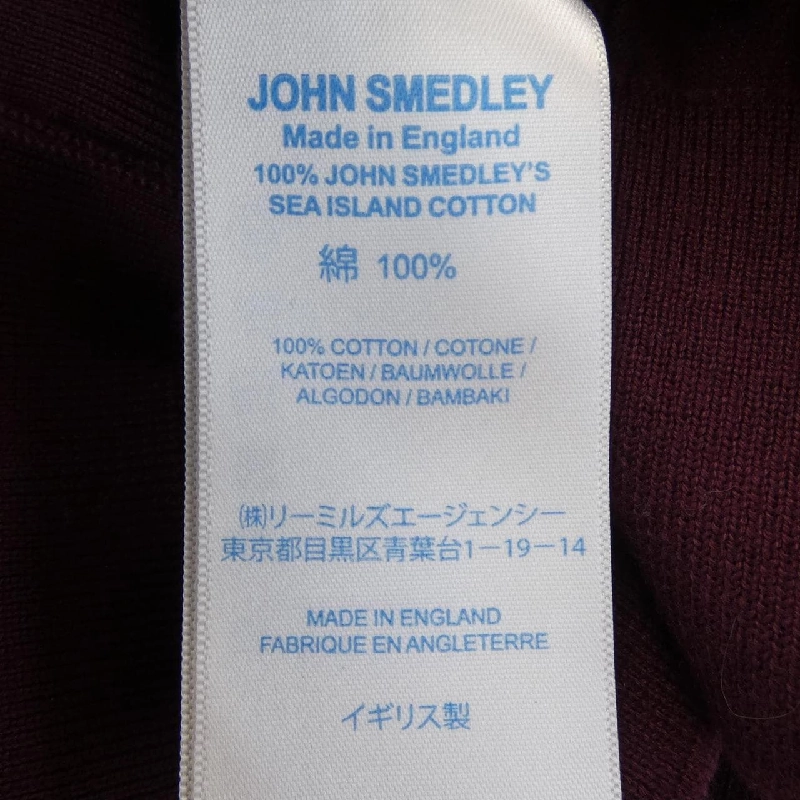 JOHN SMEDLEY
Made in England
100% JOHN SMEDLEY'S
SEA ISLAND COTTON
綿 100%
100% COTTON / COTONE /
KATOEN / BAUMWOLLE /
ALGODON / BAMBAKI
㈱リーミルズエージェンシー
東京都目黒区青葉台1－19－14
MADE IN ENGLAND
FABRIQUE EN ANGLETERRE
イギリス製